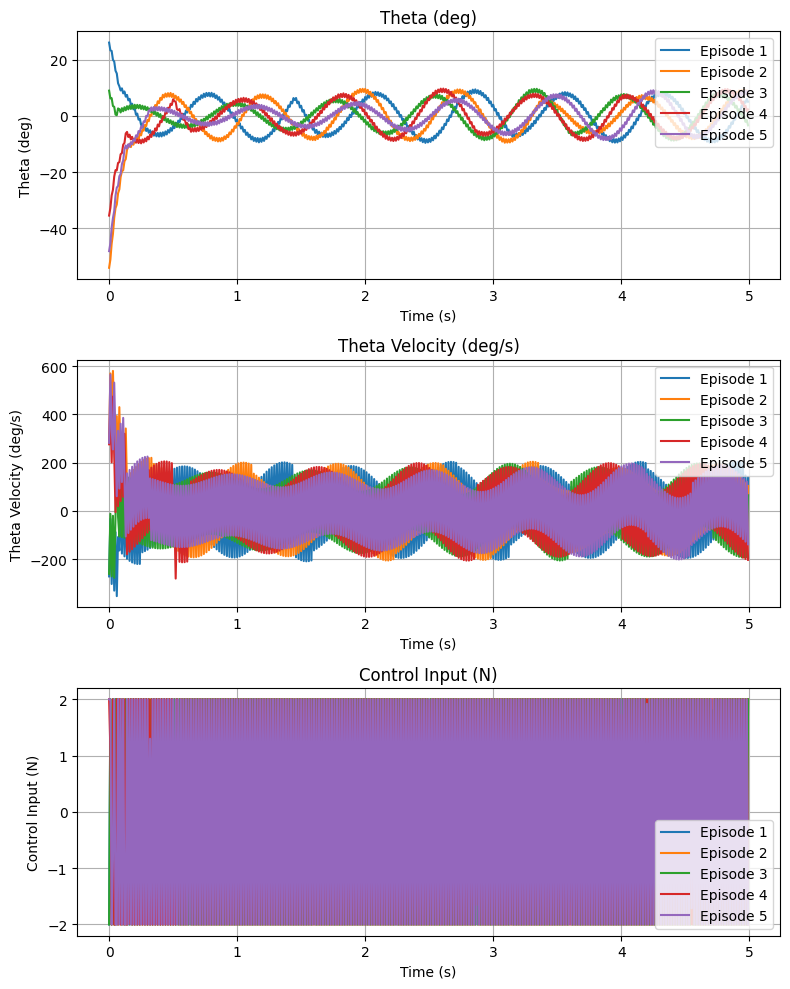 Theta (deg)
Theta (deg)
20
0
−20
−40
Episode 1
Episode 2
Episode 3
Episode 4
Episode 5
0 1 2 3 4 5
Time (s)
Theta Velocity (deg/s)
Theta Velocity (deg/s)
600
400
200
0
−200
Episode 1
Episode 2
Episode 3
Episode 4
Episode 5
0 1 2 3 4 5
Time (s)
Control Input (N)
Control Input (N)
2
1
0
−1
−2
Episode 1
Episode 2
Episode 3
Episode 4
Episode 5
0 1 2 3 4 5
Time (s)